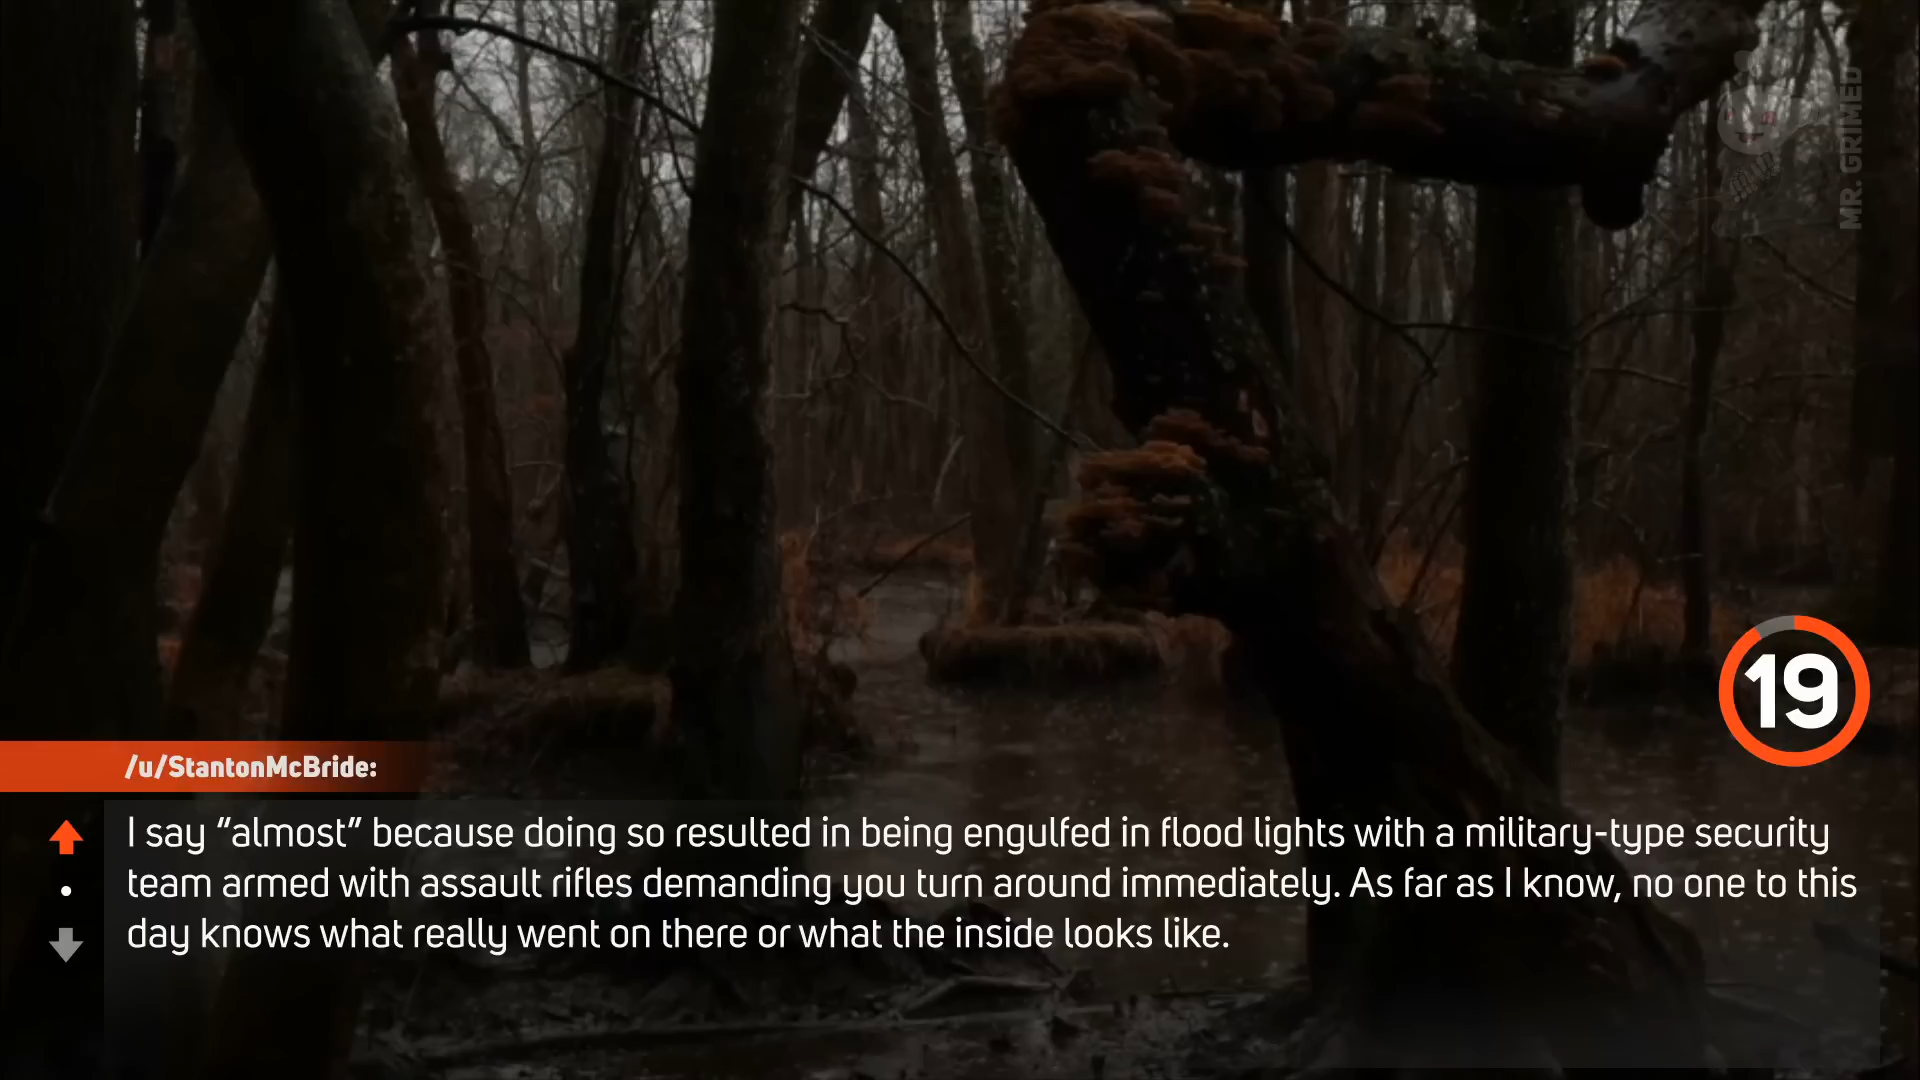 MR. GRIMED
19
/u/StantonMcBride:
I say “almost” because doing so resulted in being engulfed in flood lights with a military-type security
team armed with assault rifles demanding you turn around immediately. As far as I know, no one to this
day knows what really went on there or what the inside looks like.